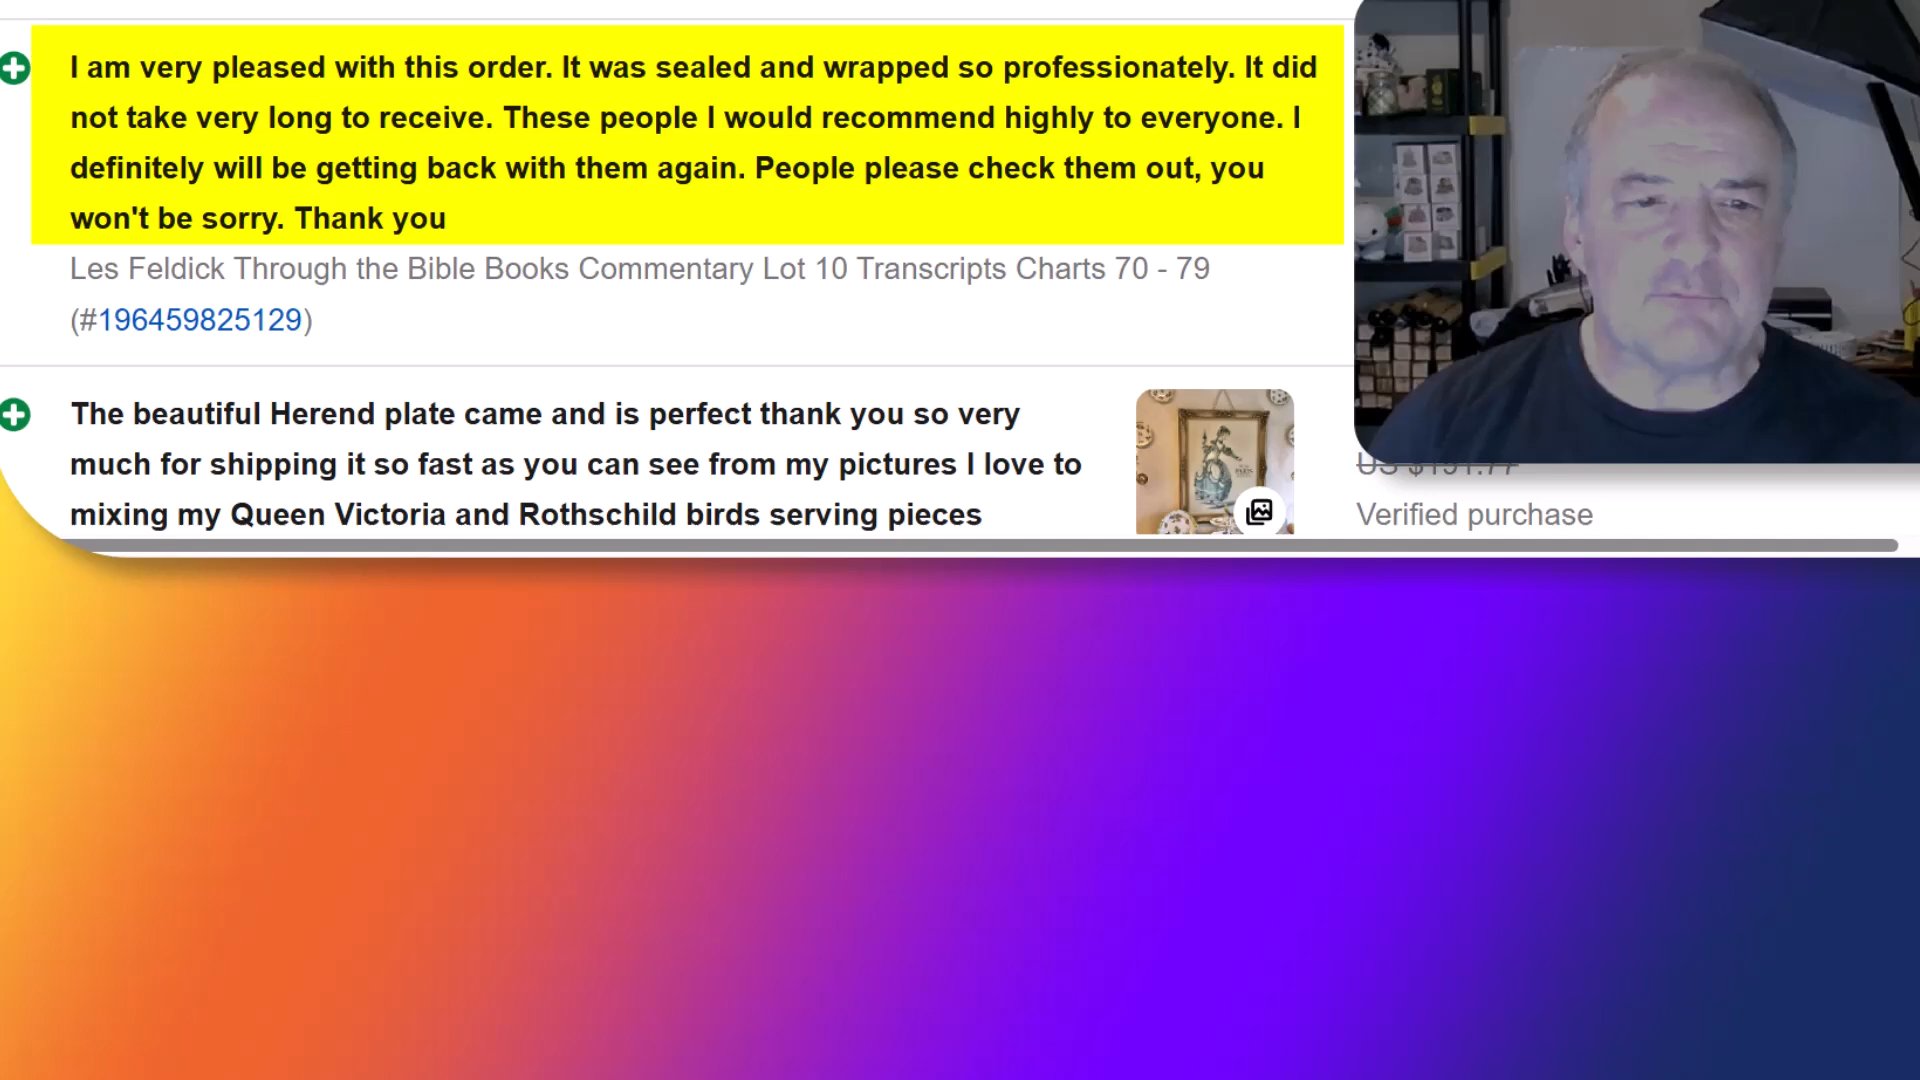 I am very pleased with this order. It was sealed and wrapped so professionately. It did
not take very long to receive. These people I would recommend highly to everyone. I
definitely will be getting back with them again. People please check them out, you
won't be sorry. Thank you
Les Feldick Through the Bible Books Commentary Lot 10 Transcripts Charts 70 - 79
(#196459825129)
The beautiful Herend plate came and is perfect thank you so very
much for shipping it so fast as you can see from my pictures I love to
mixing my Queen Victoria and Rothschild birds serving pieces
Verified purchase